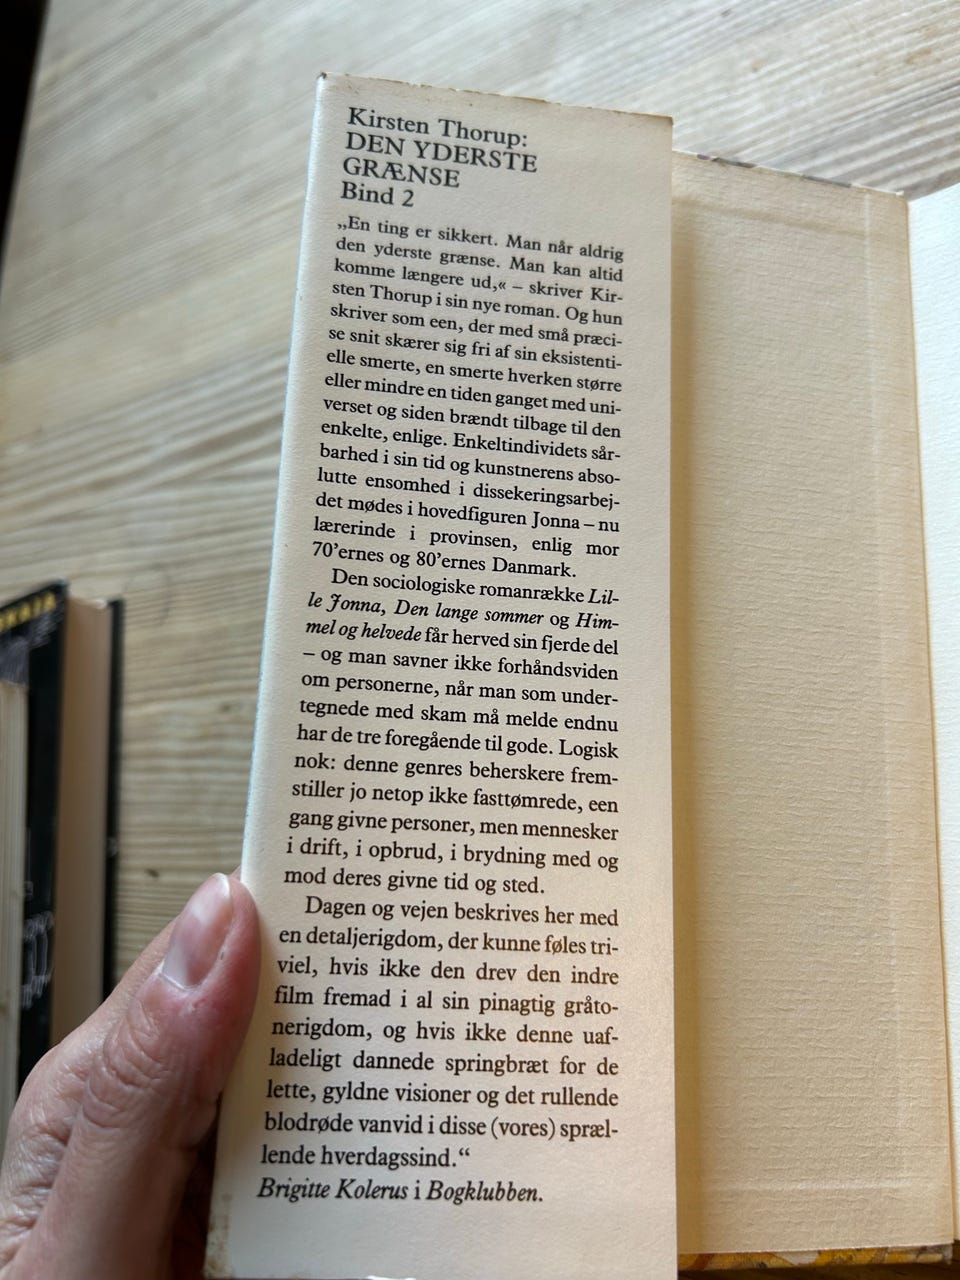 Kirsten Thorup:
DEN YDERSTE
GRÆNSE
Bind 2
„En ting er sikkert. Man når aldrig
den yderste grænse. Man kan altid
komme længere ud,« – skriver Kir-
sten Thorup i sin nye roman. Og hun
skriver som een, der med små præci-
se snit skærer sig fri af sin eksistenti-
elle smerte, en smerte hverken større
eller mindre en tiden ganget med uni-
verset og siden brændt tilbage til den
enkelte, enlige. Enkeltindividets sår-
barhed i sin tid og kunstnerens abso-
lutte ensomhed i dissekeringsarbej-
det mødes i hovedfiguren Jonna – nu
lærerinde i provinsen, enlig mor
70’ernes og 80’ernes Danmark.
Den sociologiske romanrække Lil-
le Jonna, Den lange sommer og Him-
mel og helvede får herved sin fjerde del
– og man savner ikke forhåndsviden
om personerne, når man som under-
tegnede med skam må melde endnu
har de tre foregående til gode. Logisk
nok: denne genres beherskere frem-
stiller jo netop ikke fasttømrede, een
gang givne personer, men mennesker
i drift, i opbrud, i brydning med og
mod deres givne tid og sted.
Dagen og vejen beskrives her med
en detaljerigdom, der kunne føles tri-
viel, hvis ikke den drev den indre
film fremad i al sin pinagtig gråto-
nerigdom, og hvis ikke denne uaf-
ladeligt dannede springbræt for de
lette, gyldne visioner og det rullende
blodrøde vanvid i disse (vores) spræl-
lende hverdagssind.“
Brigitte Kolerus i Bogklubben.